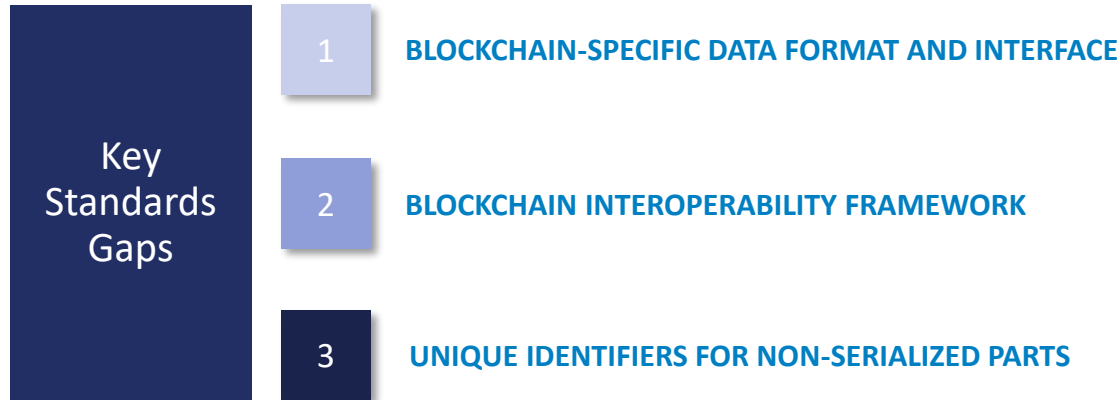 Key
Standards
Gaps
1
BLOCKCHAIN-SPECIFIC DATA FORMAT AND INTERFACE
2
BLOCKCHAIN INTEROPERABILITY FRAMEWORK
3
UNIQUE IDENTIFIERS FOR NON-SERIALIZED PARTS